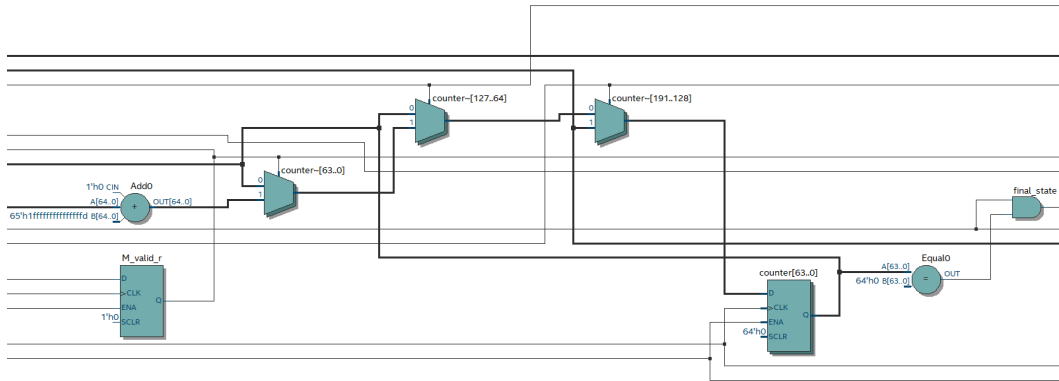 counter~[127..64]
0
1
counter~[191..128]
0
1
counter~[63..0]
0
1
Add0
1'h0 CIN
A[64..0]
OUT[64..0]
+
65'h1fffffffffffffffd B[64..0]
final_state
M_valid_r
D
CLK
ENA
Q
1'h0
SCLR
counter[63..0]
D
CLK
ENA
Q
64'h0
SCLR
Equal0
A[63..0]
=
OUT
64'h0 B[63..0]